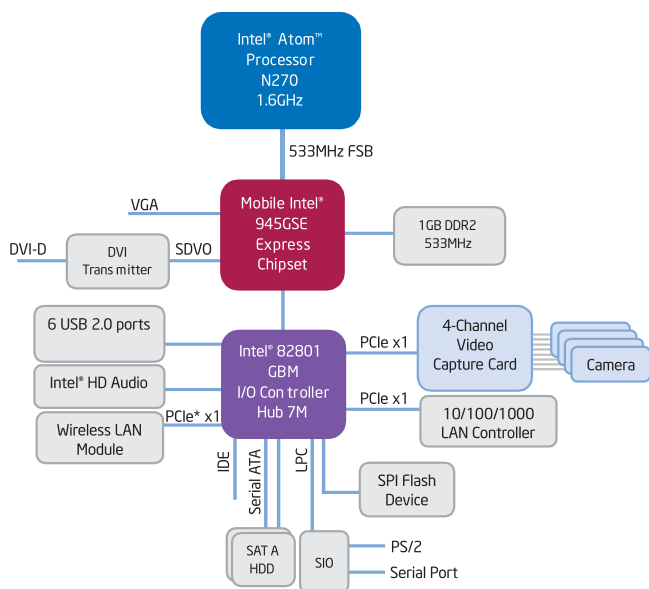 Intel® Atom™
Processor
N270
1.6GHz
533MHz FSB
VGA
Mobile Intel®
945GSE
Express
Chipset
1GB DDR2
533MHz
DVI-D
DVI
Trans mitter
SDVO
6 USB 2.0 ports
Intel® HD Audio
Wireless LAN
Module
PCIe* x1
Intel® 82801
GBM
I/O Con troller
Hub 7M
PCIe x1
4-Channel
Video
Capture Card
Camera
PCIe x1
10/100/1000
LAN Controller
IDE
Serial ATA
LPC
SPI Flash
Device
SAT A
HDD
SIO
PS/2
Serial Port